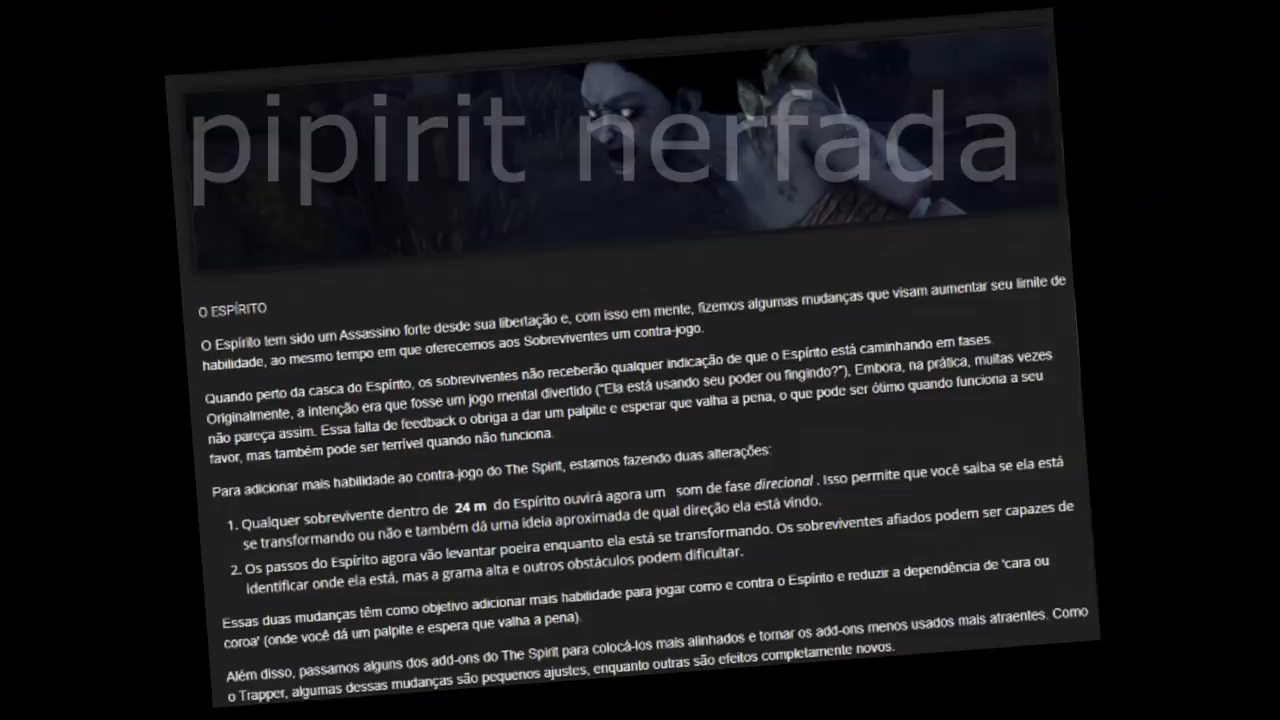 pipirit nerfada
O ESPÍRITO
O Espírito tem sido um Assassino forte desde sua libertação e, com isso em mente, fizemos algumas mudanças que visam aumentar seu limite de
habilidade, ao mesmo tempo em que oferecemos aos Sobreviventes um contra-jogo.
Quando perto da casca do Espírito, os sobreviventes não receberão qualquer indicação de que o Espírito está caminhando em fases.
Originalmente, a intenção era que fosse um jogo mental divertido ("Ela está usando seu poder ou fingindo?"), Embora, na prática, muitas vezes
não pareça assim. Essa falta de feedback o obriga a dar um palpite e esperar que valha a pena, o que pode ser ótimo quando funciona a seu
favor, mas também pode ser terrível quando não funciona.
Para adicionar mais habilidade ao contra-jogo do The Spirit, estamos fazendo duas alterações:
1. Qualquer sobrevivente dentro de 24 m do Espírito ouvirá agora um som de fase direcional . Isso permite que você saiba se ela está
se transformando ou não e também dá uma ideia aproximada de qual direção ela está vindo.
2. Os passos do Espírito agora vão levantar poeira enquanto ela está se transformando. Os sobreviventes afiados podem ser capazes de
identificar onde ela está, mas a grama alta e outros obstáculos podem dificultar.
Essas duas mudanças têm como objetivo adicionar mais habilidade para jogar como e contra o Espírito e reduzir a dependência de 'cara ou
coroa' (onde você dá um palpite e espera que valha a pena).
Além disso, passamos alguns dos add-ons do The Spirit para colocá-los mais alinhados e tornar os add-ons menos usados mais atraentes. Como
o Trapper, algumas dessas mudanças são pequenos ajustes, enquanto outras são efeitos completamente novos.